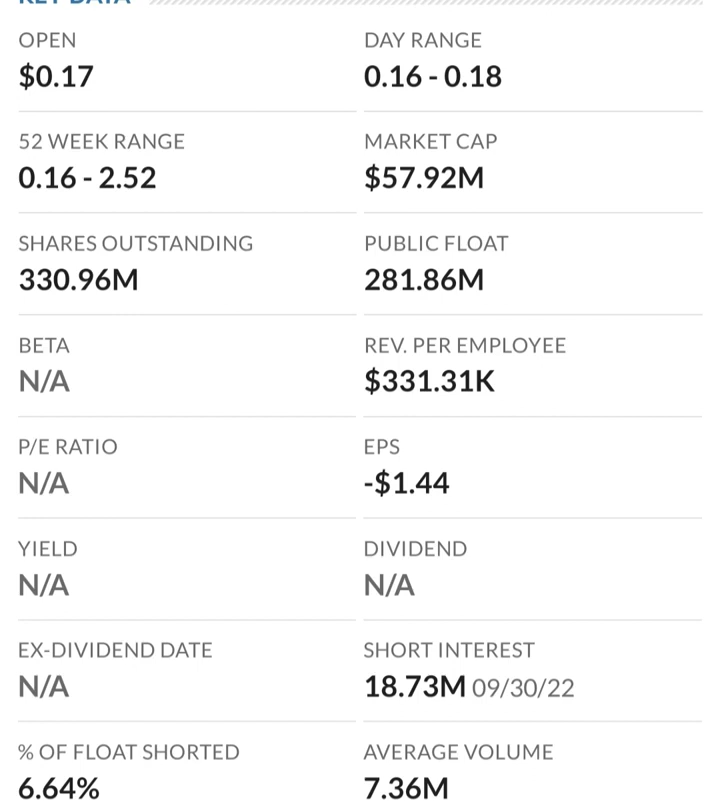 KEY DATA
OPEN
$0.17
DAY RANGE
0.16 - 0.18
52 WEEK RANGE
0.16 - 2.52
MARKET CAP
$57.92M
SHARES OUTSTANDING
330.96M
PUBLIC FLOAT
281.86M
BETA
N/A
REV. PER EMPLOYEE
$331.31K
P/E RATIO
N/A
EPS
-$1.44
YIELD
N/A
DIVIDEND
N/A
EX-DIVIDEND DATE
N/A
SHORT INTEREST
18.73M 09/30/22
% OF FLOAT SHORTED
6.64%
AVERAGE VOLUME
7.36M